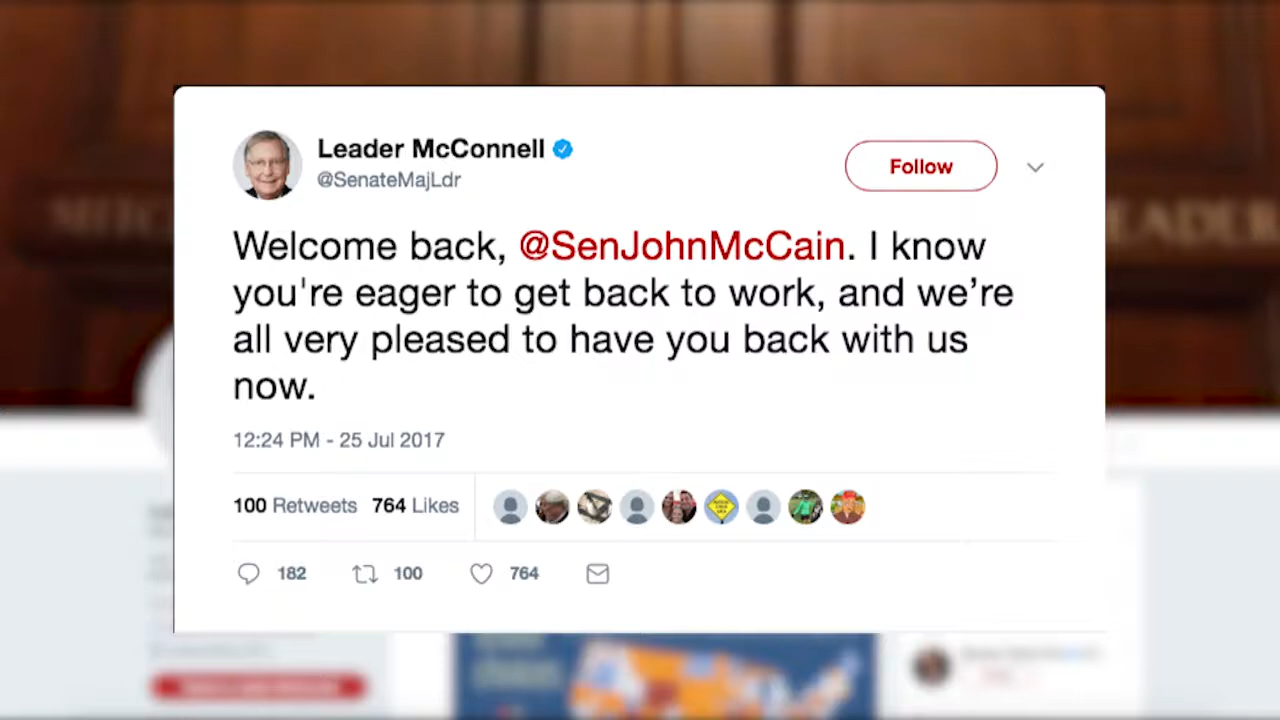 Leader McConnell
@SenateMajLdr
Follow
Welcome back, @SenJohnMcCain. I know
you're eager to get back to work, and we’re
all very pleased to have you back with us
now.
12:24 PM - 25 Jul 2017
100 Retweets 764 Likes
182 100 764
LEADER